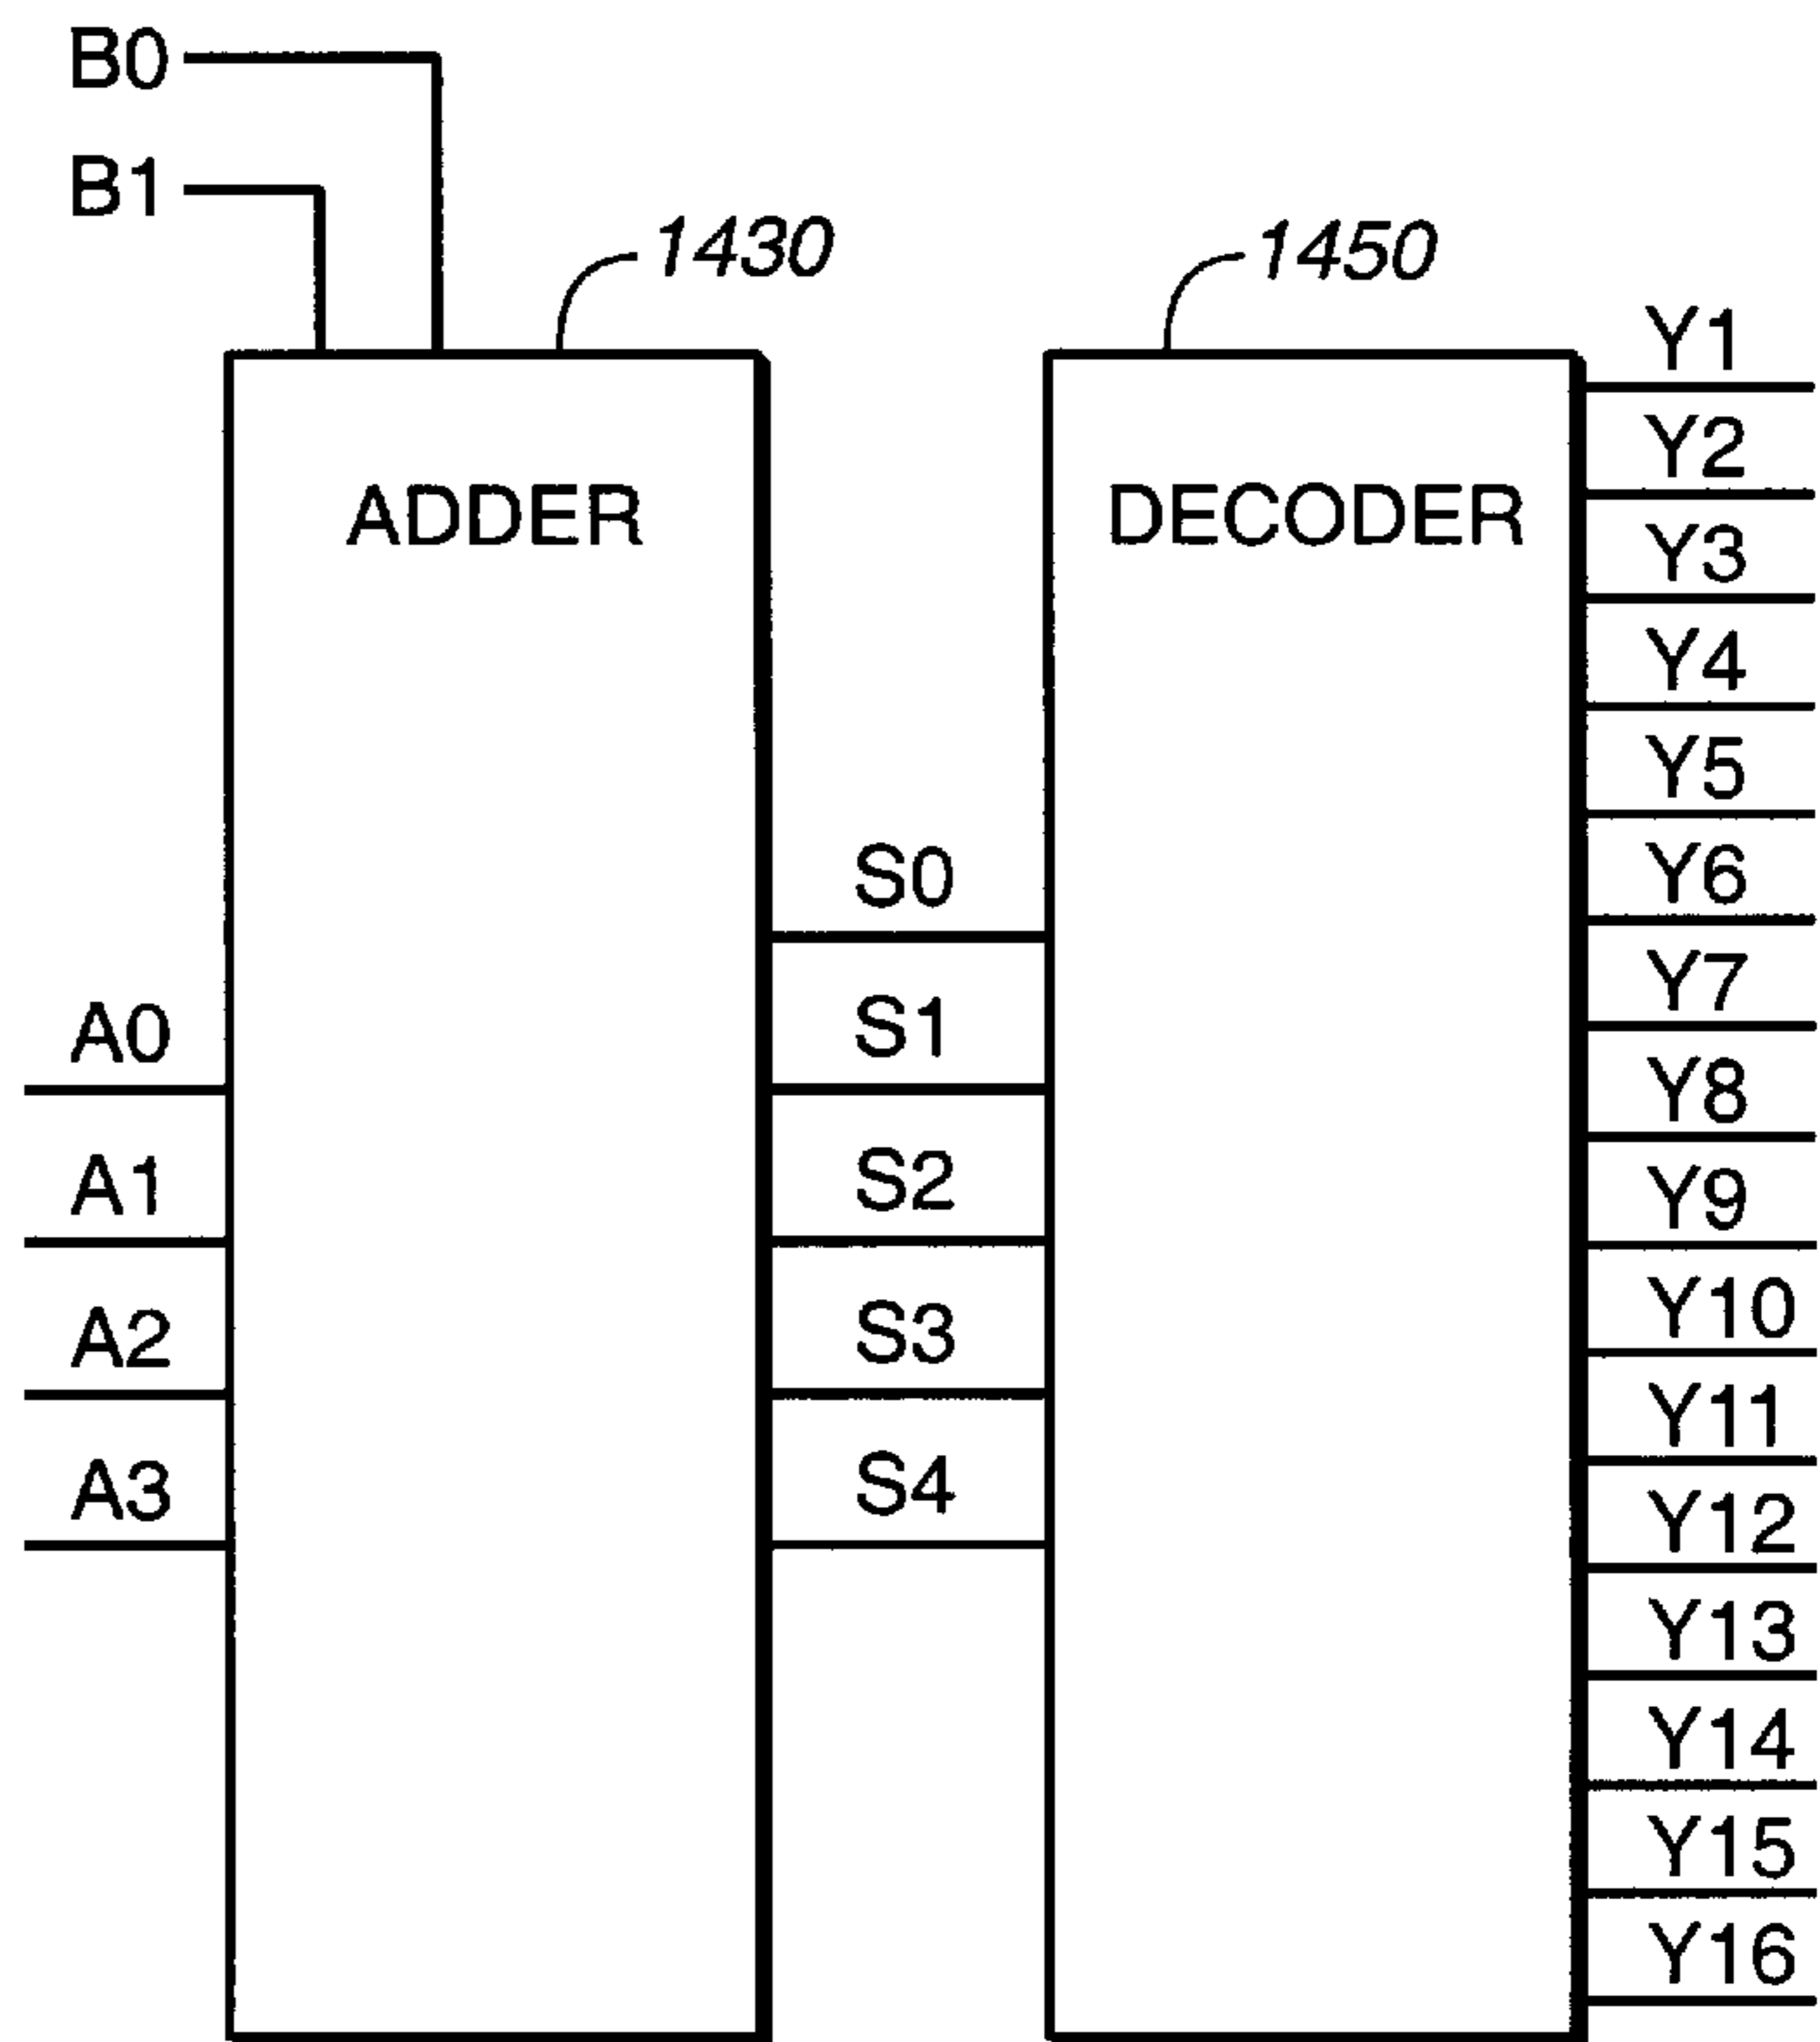 B0
B1
1430
1450
ADDER
DECODER
A0
A1
A2
A3
S0
S1
S2
S3
S4
Y1
Y2
Y3
Y4
Y5
Y6
Y7
Y8
Y9
Y10
Y11
Y12
Y13
Y14
Y15
Y16